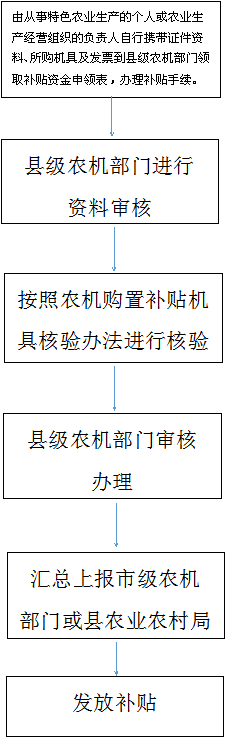 由从事特色农业生产的个人或农业生
产经营组织的负责人自行携带证件资
料、所购机具及发票到县级农机部门领
取补贴资金申领表，办理补贴手续。
县级农机部门进行
资料审核
按照农机购置补贴机
具核验办法进行核验
县级农机部门审核
办理
汇总上报市级农机
部门或县农业农村局
发放补贴